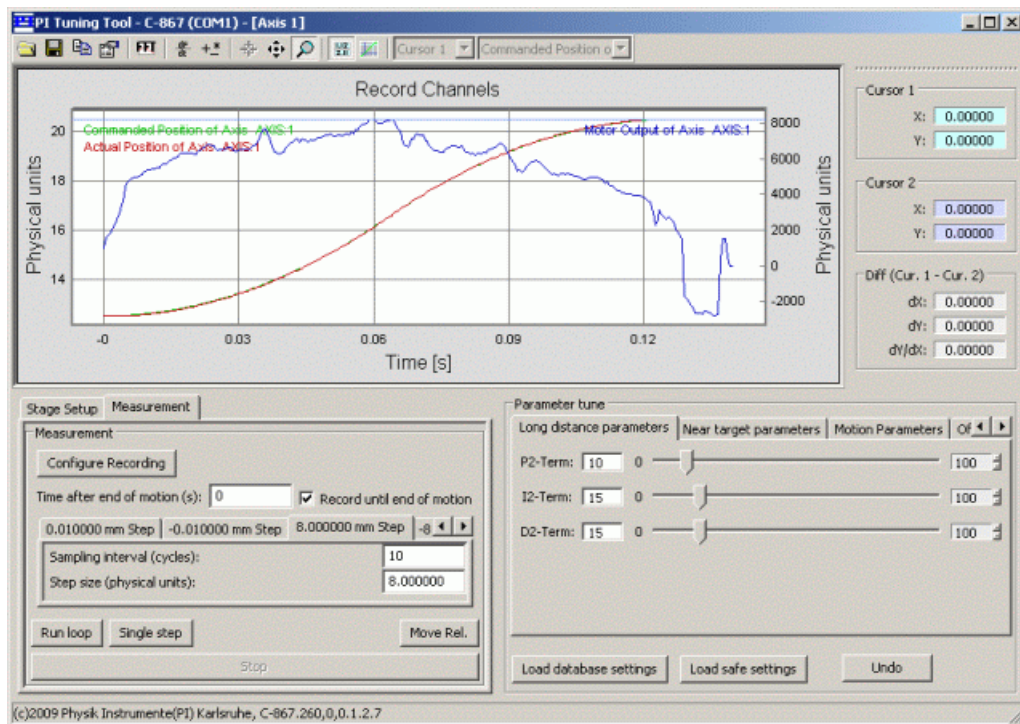 PI Tuning Tool - C-867 (COM1) - [Axis 1]
FFT
Cursor 1
Commanded Position o
Record Channels
Commanded Position of Axis AXIS:1
Actual Position of Axis AXIS:1
Motor Output of Axis AXIS:1
Physical units
20
18
16
14
8000
6000
4000
2000
0
-2000
Physical units
-0
0.03
0.06
0.09
0.12
Time [s]
Cursor 1
X: 0.00000
Y: 0.00000
Cursor 2
X: 0.00000
Y: 0.00000
Diff (Cur. 1 - Cur. 2)
dX: 0.00000
dY: 0.00000
dY/dX: 0.00000
Stage Setup
Measurement
Measurement
Configure Recording
Time after end of motion (s): 0
Record until end of motion
0.010000 mm Step
-0.010000 mm Step
8.000000 mm Step
-8
Sampling interval (cycles): 10
Step size (physical units): 8.000000
Run loop
Single step
Move Rel.
Stop
Parameter tune
Long distance parameters
Near target parameters
Motion Parameters
Of
P2-Term: 10 0 100
I2-Term: 15 0 100
D2-Term: 15 0 100
Load database settings
Load safe settings
Undo
(c)2009 Physik Instrumente(PI) Karlsruhe, C-867.260,0,0.1.2.7